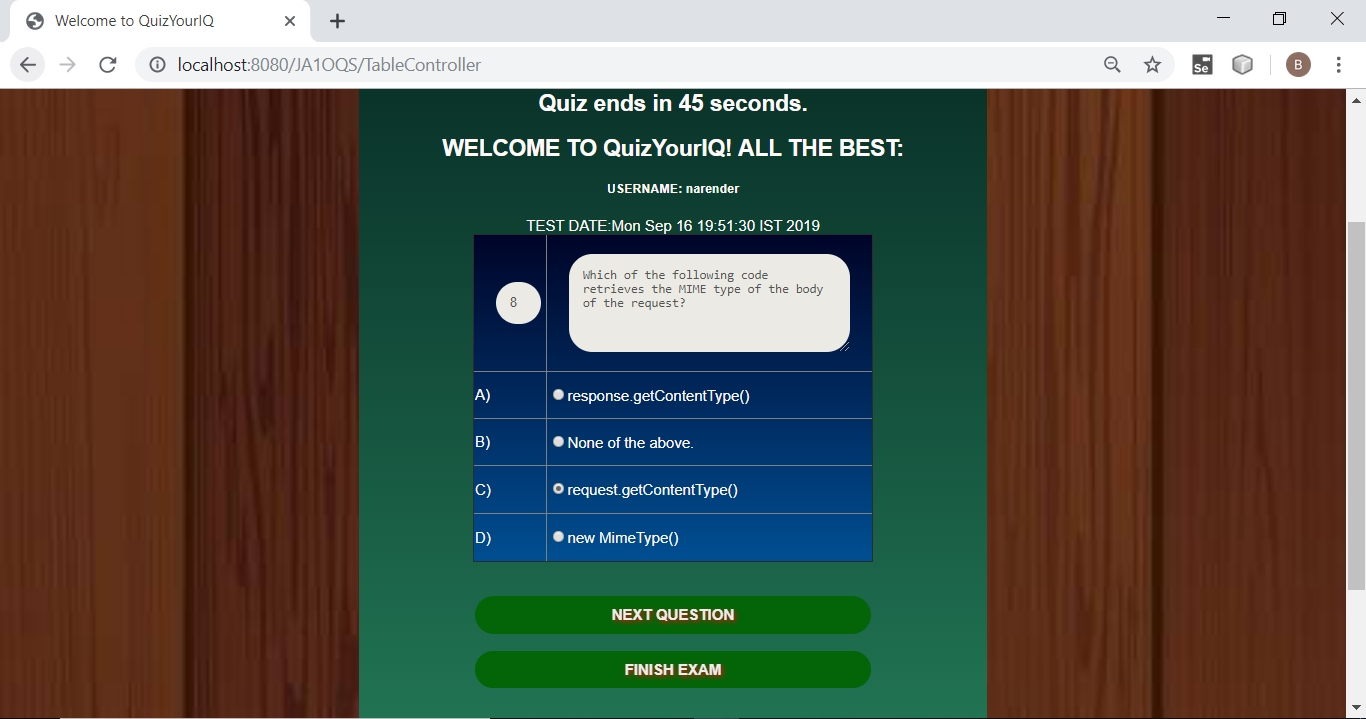 Welcome to QuizYourIQ
localhost:8080/JA1OQS/TableController
Se
B
Quiz ends in 45 seconds.
WELCOME TO QuizYourIQ! ALL THE BEST:
USERNAME: narender
TEST DATE:Mon Sep 16 19:51:30 IST 2019
8
Which of the following code
retrieves the MIME type of the body
of the request?
A) response.getContentType()
B) None of the above.
C) request.getContentType()
D) new MimeType()
NEXT QUESTION
FINISH EXAM